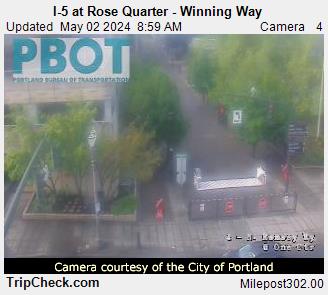 I-5 at Rose Quarter - Winning Way
Updated May 02 2024 8:59 AM Camera 4
PBOT
PORTLAND BUREAU OF TRANSPORTATION
Camera courtesy of the City of Portland
TripCheck.com Milepost302.00